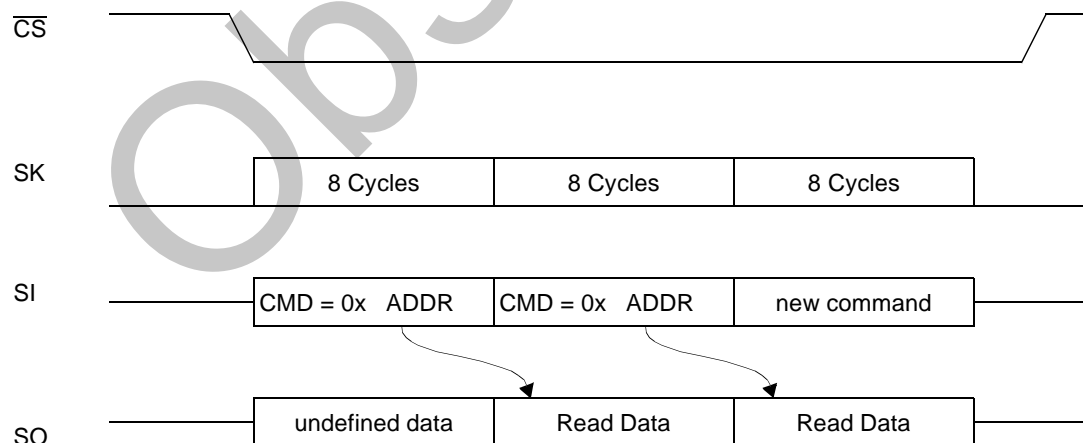 CS
SK 8 Cycles 8 Cycles 8 Cycles
SI CMD = 0x ADDR CMD = 0x ADDR new command
SO undefined data Read Data Read Data